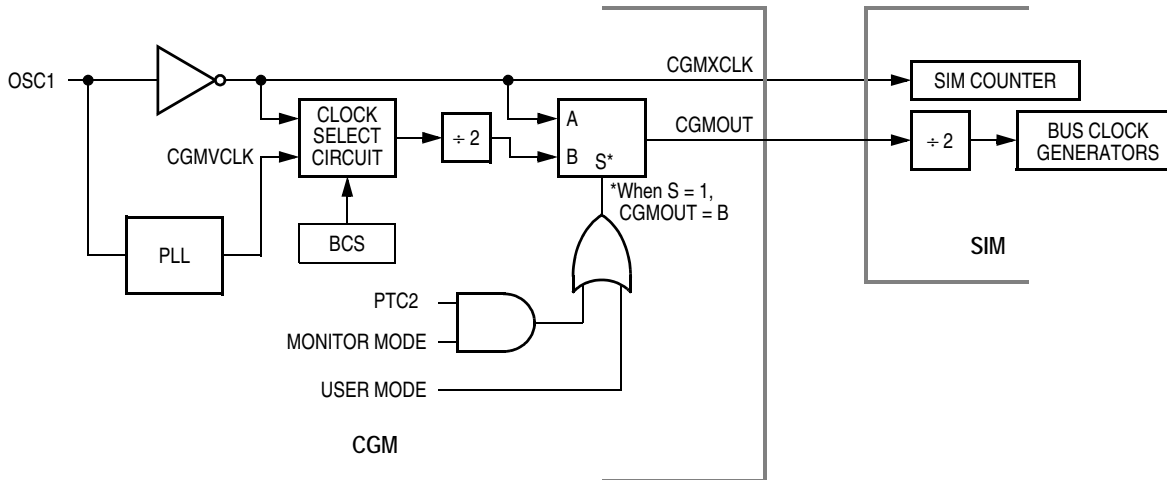 OSC1
CGMXCLK
SIM COUNTER
CLOCK
SELECT
CIRCUIT
÷ 2
A
B
S*
CGMOUT
÷ 2
BUS CLOCK
GENERATORS
CGMVCLK
*When S = 1,
CGMOUT = B
BCS
PLL
SIM
PTC2
MONITOR MODE
USER MODE
CGM